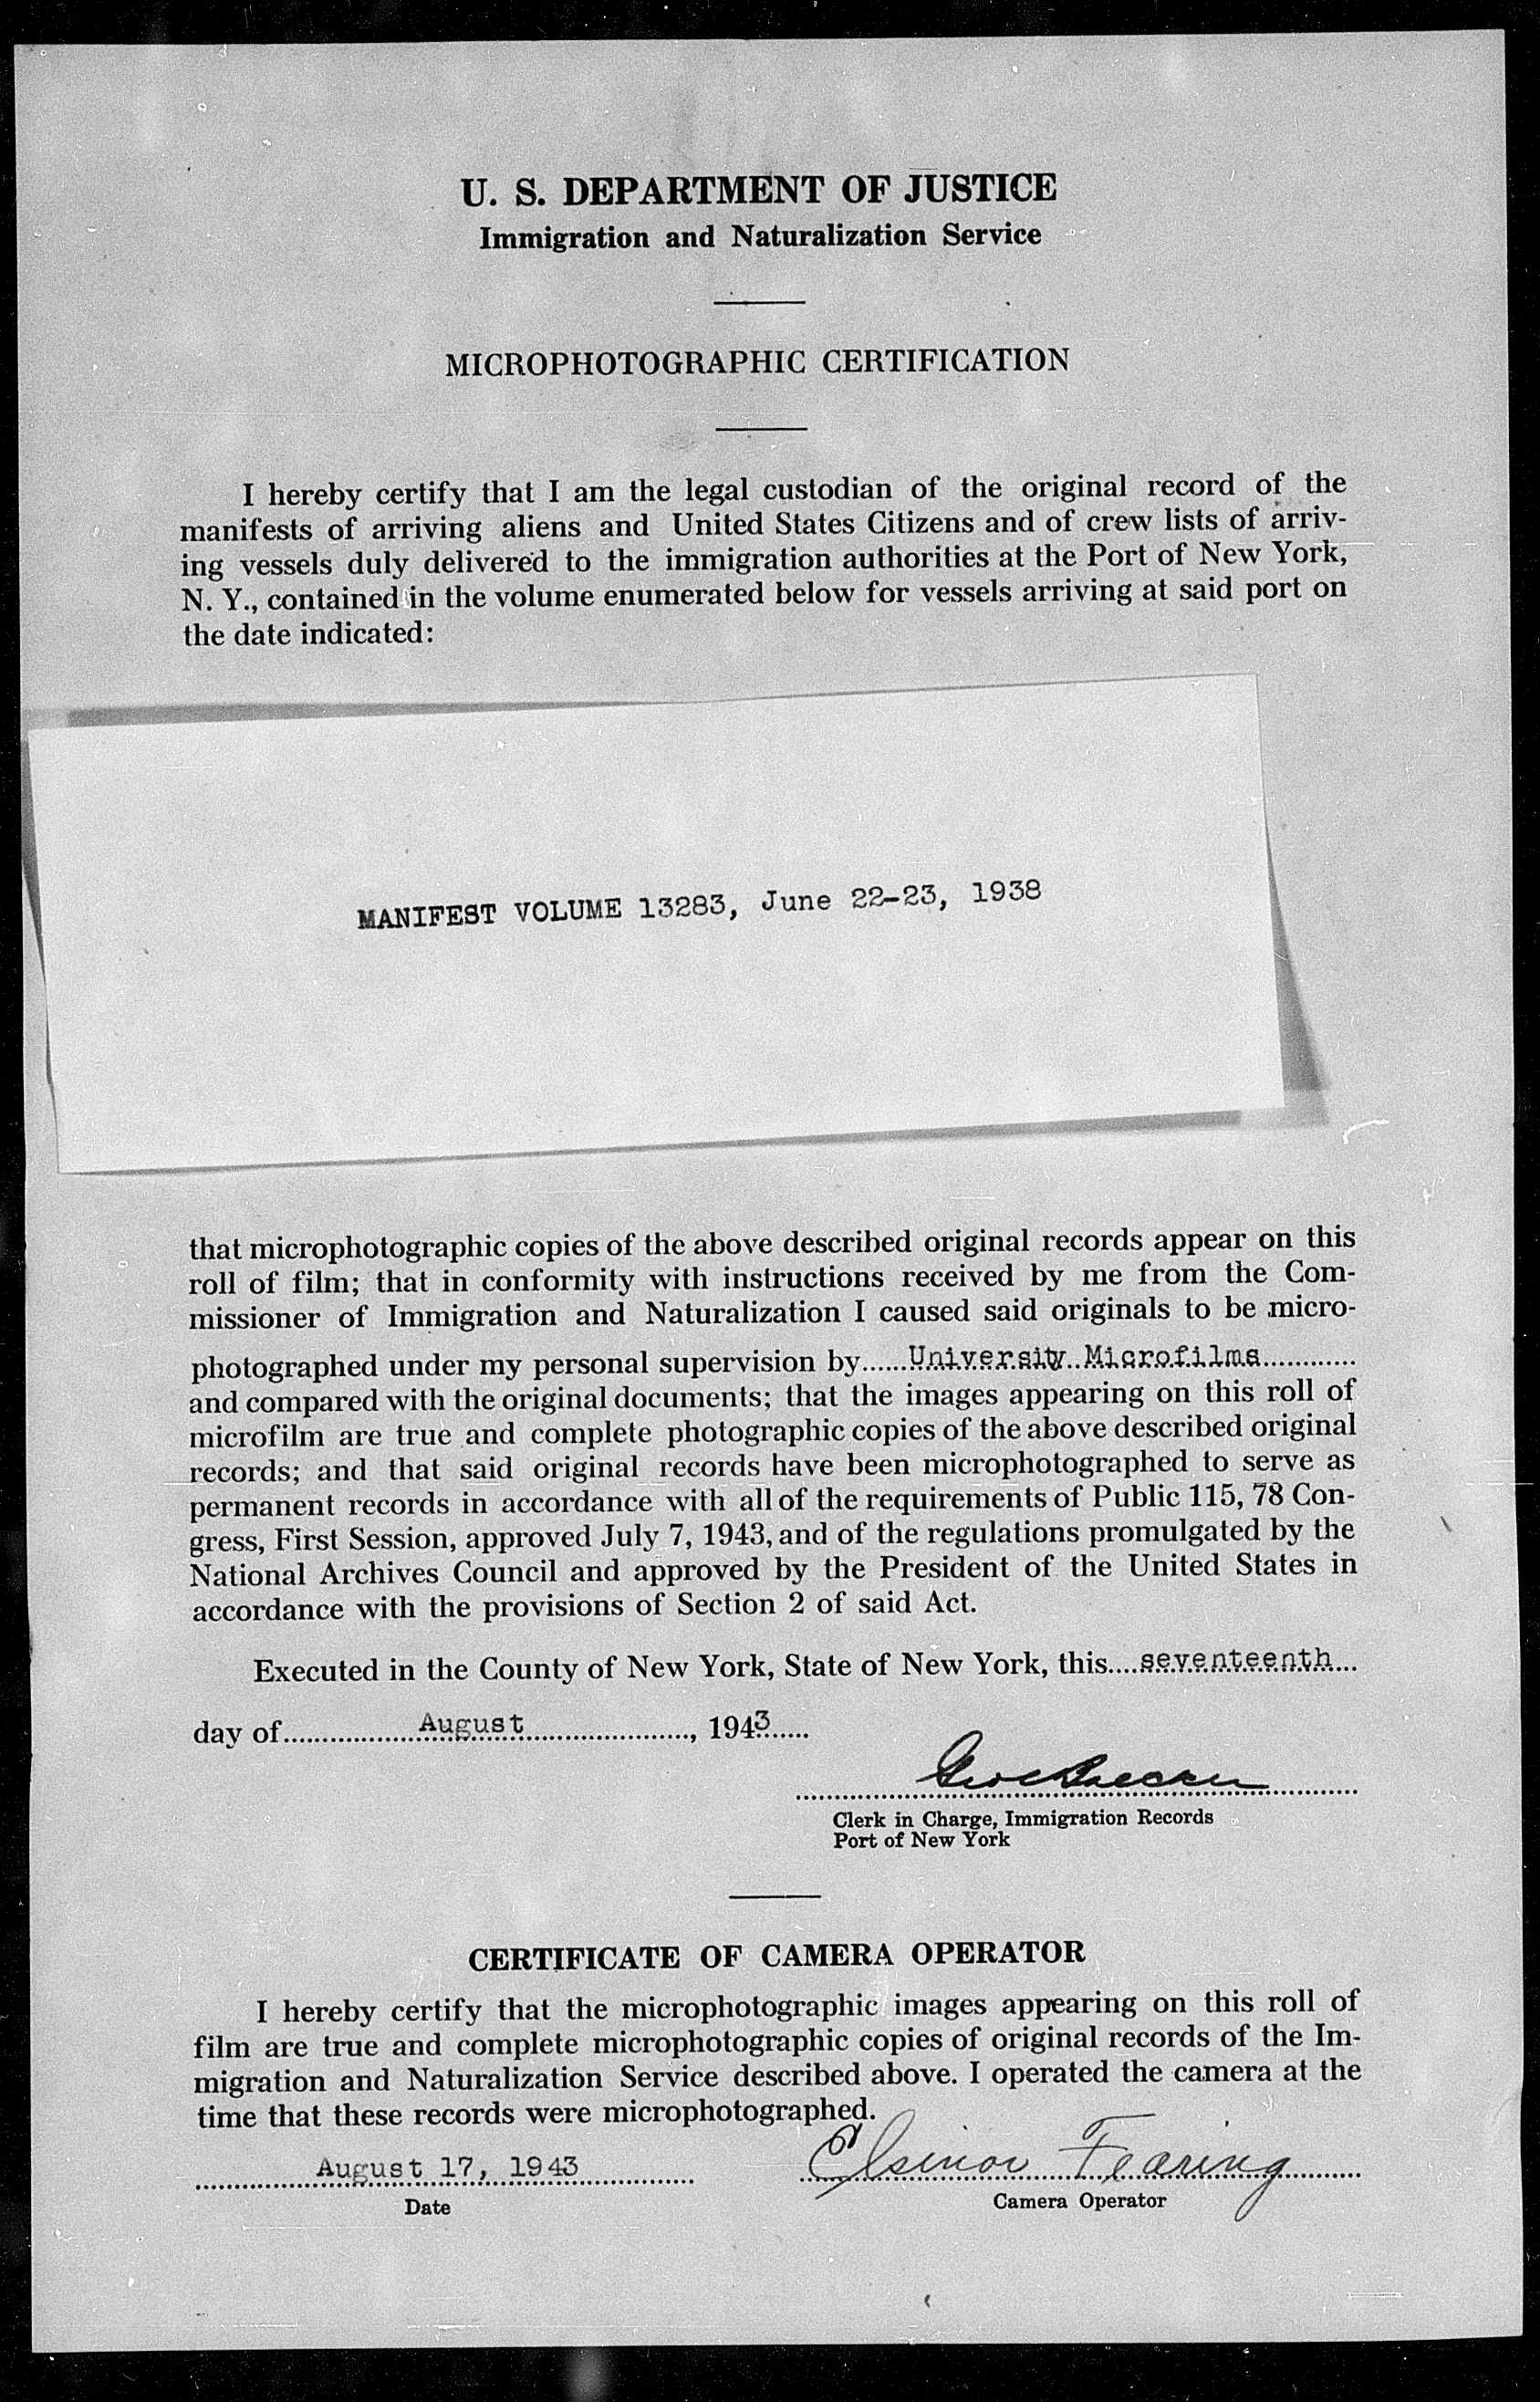 U. S. DEPARTMENT OF JUSTICE
Immigration and Naturalization Service
MICROPHOTOGRAPHIC CERTIFICATION
I hereby certify that I am the legal custodian of the original record of the
manifests of arriving aliens and United States Citizens and of crew lists of arriv-
ing vessels duly delivered to the immigration authorities at the Port of New York,
N. Y., contained in the volume enumerated below for vessels arriving at said port on
the date indicated:
MANIFEST VOLUME 13283, June 22-23, 1938
that microphotographic copies of the above described original records appear on this
roll of film; that in conformity with instructions received by me from the Com-
missioner of Immigration and Naturalization I caused said originals to be micro-
photographed under my personal supervision by......University Microfilms............
and compared with the original documents; that the images appearing on this roll of
microfilm are true and complete photographic copies of the above described original
records; and that said original records have been microphotographed to serve as
permanent records in accordance with all of the requirements of Public 115, 78 Con-
gress, First Session, approved July 7, 1943, and of the regulations promulgated by the
National Archives Council and approved by the President of the United States in
accordance with the provisions of Section 2 of said Act.
Executed in the County of New York, State of New York, this....seventeenth...
day of....................August......................, 1943......
Clerk in Charge, Immigration Records
Port of New York
CERTIFICATE OF CAMERA OPERATOR
I hereby certify that the microphotographic images appearing on this roll of
film are true and complete microphotographic copies of original records of the Im-
migration and Naturalization Service described above. I operated the camera at the
time that these records were microphotographed.
August 17, 1943 Elsinor Fearing
Date Camera Operator